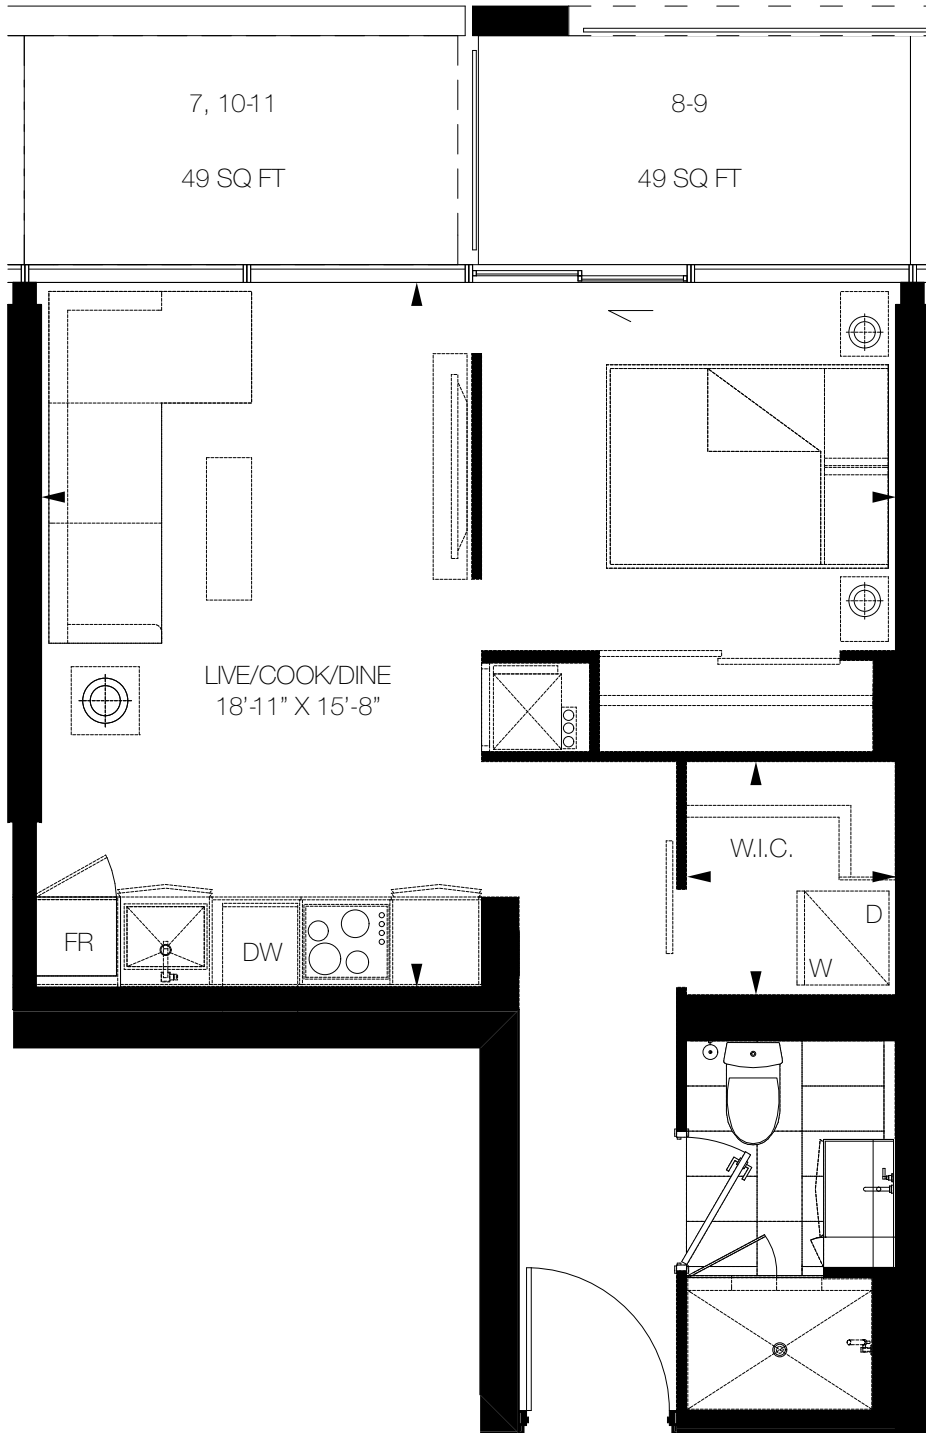 7, 10-11
49 SQ FT
8-9
49 SQ FT
LIVE/COOK/DINE
18'-11" X 15'-8"
W.I.C.
D
W
FR
DW